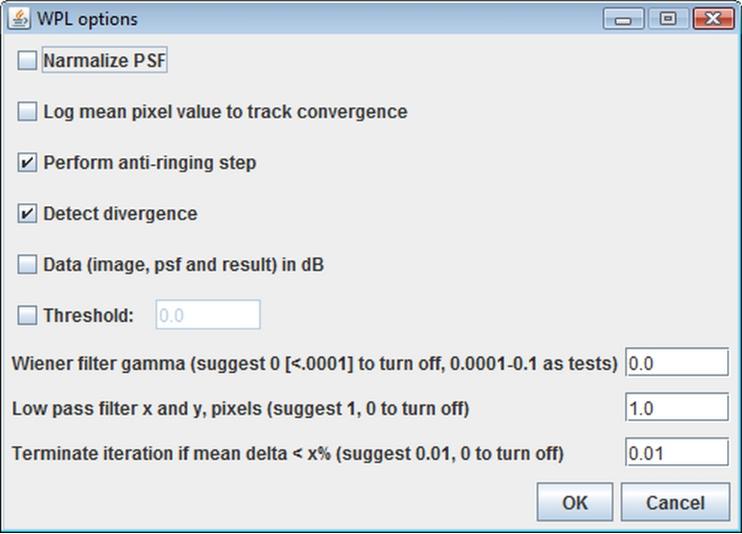 WPL options
Narmalize PSF
Log mean pixel value to track convergence
Perform anti-ringing step
Detect divergence
Data (image, psf and result) in dB
Threshold: 0.0
Wiener filter gamma (suggest 0 [<.0001] to turn off, 0.0001-0.1 as tests) 0.0
Low pass filter x and y, pixels (suggest 1, 0 to turn off) 1.0
Terminate iteration if mean delta < x% (suggest 0.01, 0 to turn off) 0.01
OK Cancel